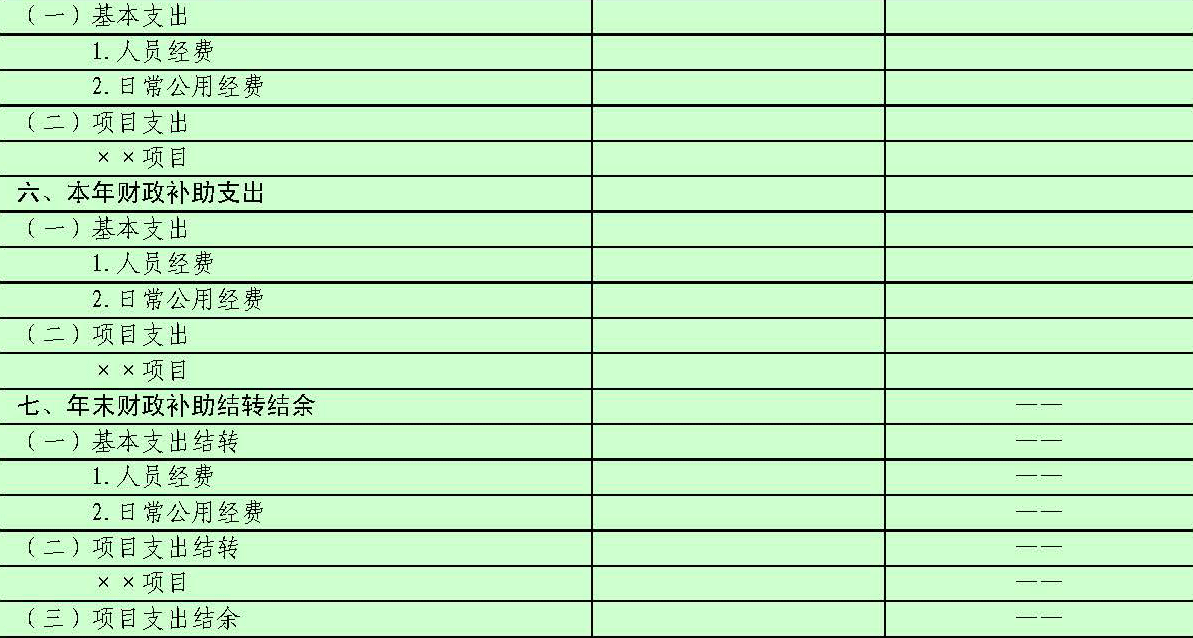 （一）基本支出
1.人员经费
2.日常公用经费
（二）项目支出
××项目
六、本年财政补助支出
（一）基本支出
1.人员经费
2.日常公用经费
（二）项目支出
××项目
七、年末财政补助结转结余 ——
（一）基本支出结转 ——
1.人员经费 ——
2.日常公用经费 ——
（二）项目支出结转 ——
××项目 ——
（三）项目支出结余 ——